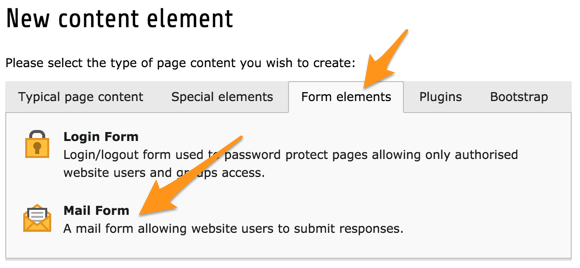 New content element
Please select the type of page content you wish to create:
Typical page content Special elements Form elements Plugins Bootstrap
Login Form
Login/logout form used to password protect pages allowing only authorised
website users and groups access.
Mail Form
A mail form allowing website users to submit responses.